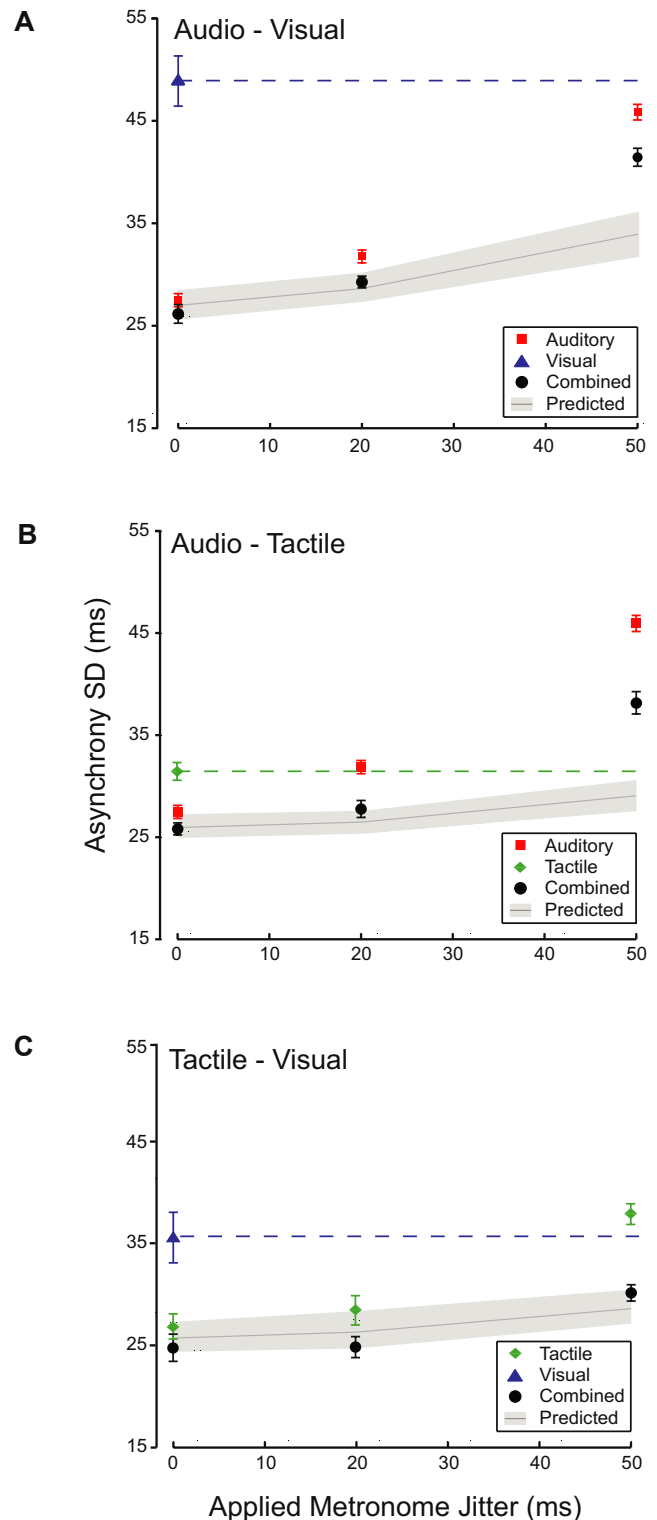 A
Audio - Visual
55
45
35
25
15
0 10 20 30 40 50
Auditory
Visual
Combined
Predicted
B
Audio - Tactile
55
45
35
25
15
0 10 20 30 40 50
Auditory
Tactile
Combined
Predicted
Asynchrony SD (ms)
C
Tactile - Visual
55
45
35
25
15
0 10 20 30 40 50
Tactile
Visual
Combined
Predicted
Applied Metronome Jitter (ms)